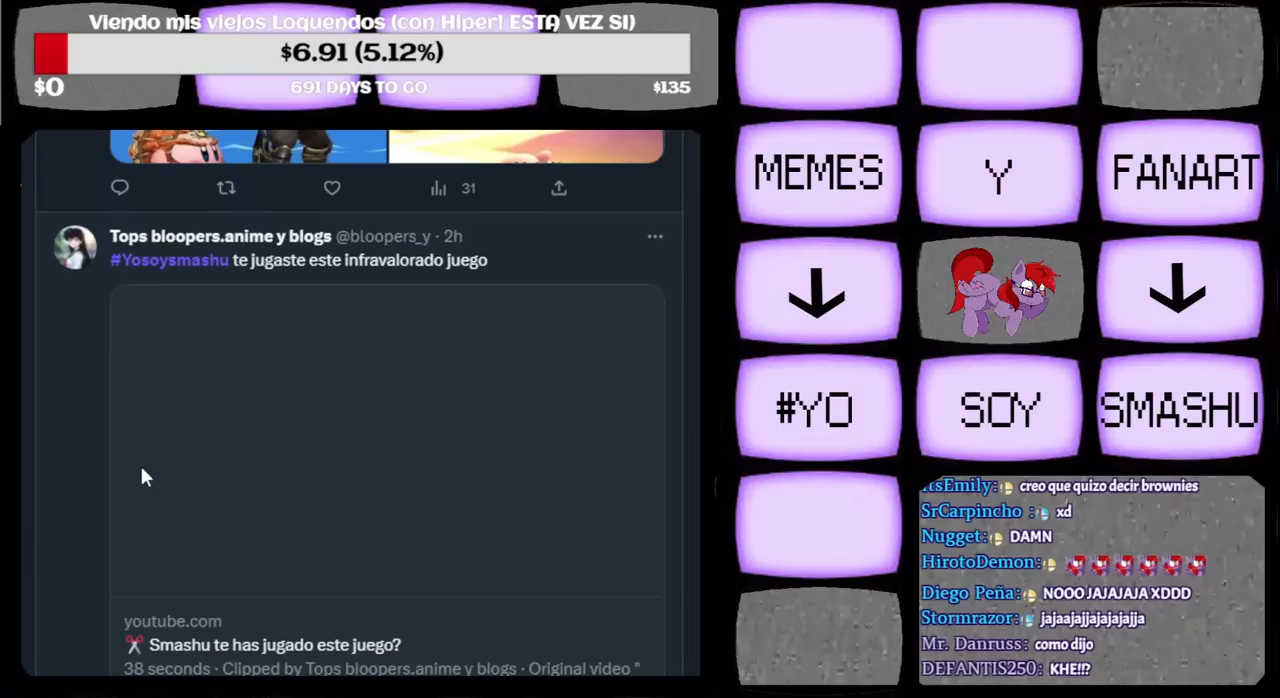 Viendo mis viejos Loquendos (con Hiper! ESTA VEZ SI)
$6.91 (5.12%)
$0
691 DAYS TO GO
$135
31
Tops bloopers.anime y blogs @bloopers_y · 2h
#Yosoysmashu te jugaste este infravalorado juego
youtube.com
✂️ Smashu te has jugado este juego?
38 seconds · Clipped by Tops bloopers.anime y blogs · Original video "
MEMES Y FANART
↓ ↓
#YO SOY SMASHU
ItsEmily: creo que quizo decir brownies
SrCarpincho : xd
Nugget: DAMN
HirotoDemon:
Diego Peña: NOOO JAJAJAJA XDDD
Stormrazor: jajaajajjajajajajja
Mr. Danruss: como dijo
DEFANTIS250: KHE!!?